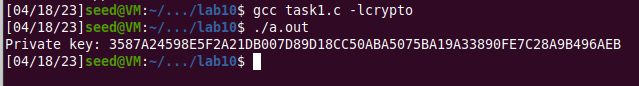 [04/18/23]seed@VM:~/.../lab10$ gcc task1.c -lcrypto
[04/18/23]seed@VM:~/.../lab10$ ./a.out
Private key: 3587A24598E5F2A21DB007D89D18CC50ABA5075BA19A33890FE7C28A9B496AEB
[04/18/23]seed@VM:~/.../lab10$